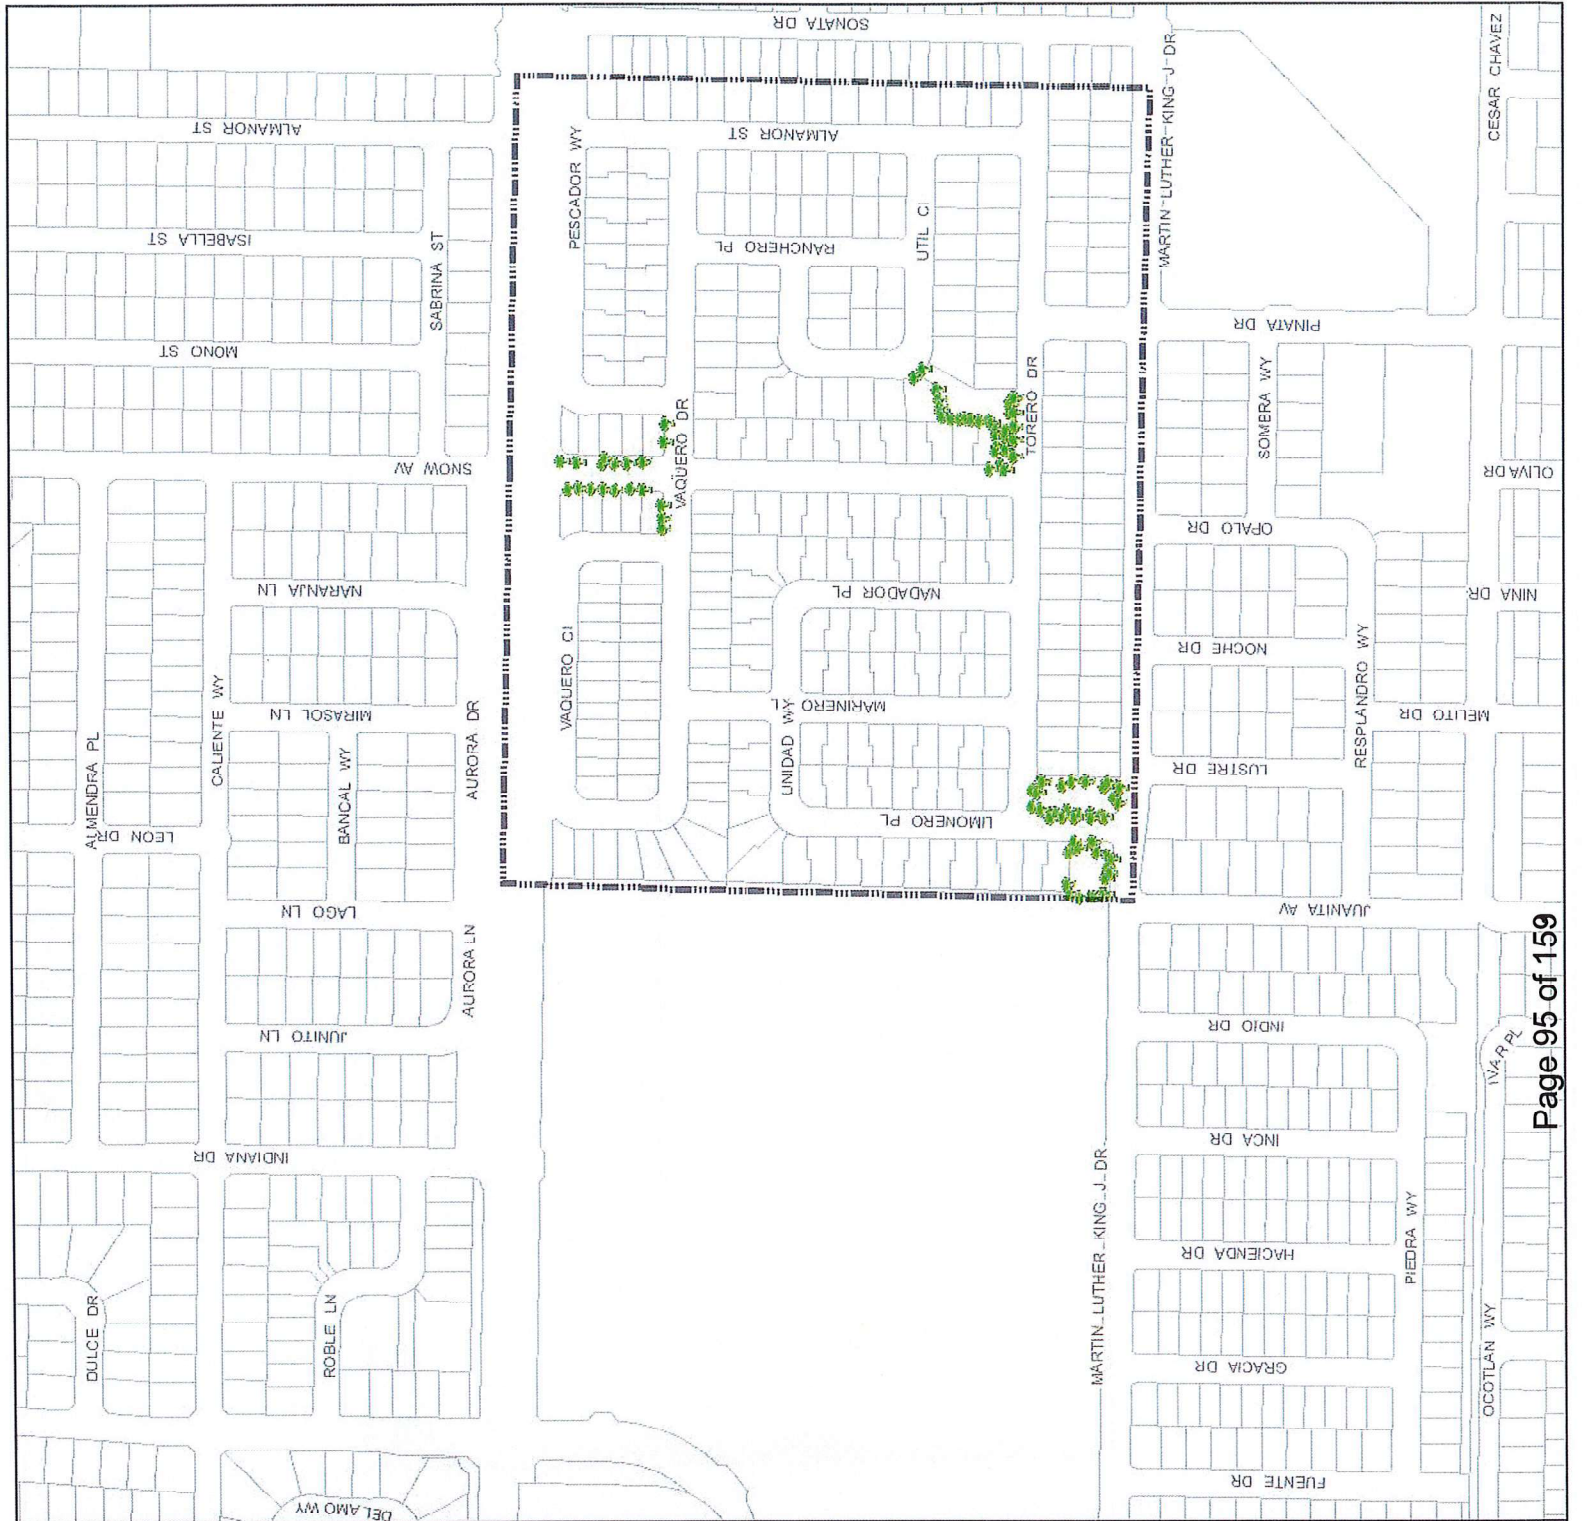 SONATA DR
MARTIN-LUTHER-KING-J-DR
CESAR CHAVEZ
ALMANOR ST
ALMANOR ST
PESCADOR WY
ISABELLA ST
SABRINA ST
RANCHERO PL
UTIL CI
MONO ST
PINATA DR
VAQUERO DR
TORERO DR
SOMERA WY
SNOW AV
OLIVA DR
OPALO DR
NARANJA LN
NADADOR PL
NINA DR
VAQUERO CI
NOCHE DR
RESPLANDRO WY
CALIENTE WY
MIRASOL LN
AURORA DR
UNIDAD WY
MARINERO L
MELITO DR
ALMENDRA PL
BANCAL WY
LUSTRE DR
LEON DR
LIMONERO PL
LAGO LN
JUANITA AV
AURORA LN
JUNITO LN
INDIO DR
IVAR PL
Page 95 of 159
INDIANA DR
INCA DR
MARTIN_LUTHER_KING_J_DR
PIEDRA WY
HACIENDA DR
DULCE DR
ROBLE LN
GRACIA DR
OCOTLAN WY
FUENTE DR
DEL AMO WY